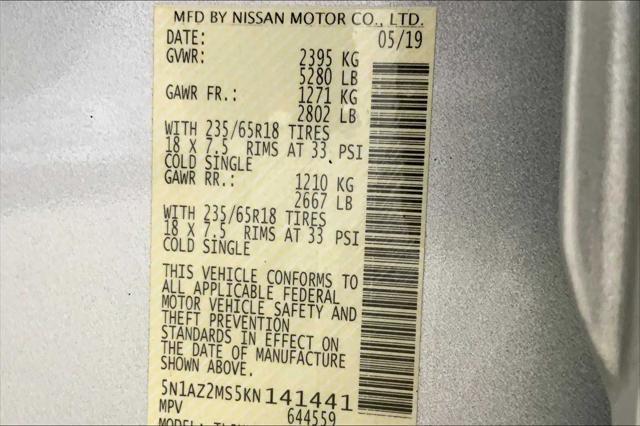 MFD BY NISSAN MOTOR CO., LTD.
DATE: 05/19
GVWR: 2395 KG
5280 LB
GAWR FR.: 1271 KG
2802 LB
WITH 235/65R18 TIRES
18 X 7.5 RIMS AT 33 PSI
COLD SINGLE
GAWR RR.: 1210 KG
2667 LB
WITH 235/65R18 TIRES
18 X 7.5 RIMS AT 33 PSI
COLD SINGLE
THIS VEHICLE CONFORMS TO
ALL APPLICABLE FEDERAL
MOTOR VEHICLE SAFETY AND
THEFT PREVENTION
STANDARDS IN EFFECT ON
THE DATE OF MANUFACTURE
SHOWN ABOVE.
5N1AZ2MS5KN141441
MPV 644559